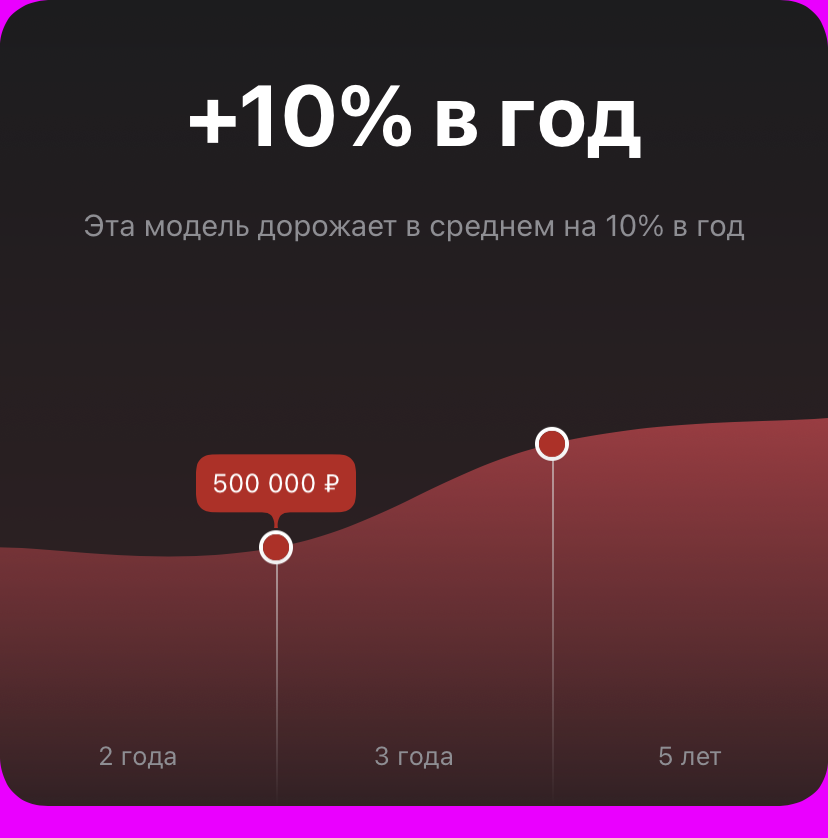 +10% в год
Эта модель дорожает в среднем на 10% в год
500 000 ₽
2 года
3 года
5 лет